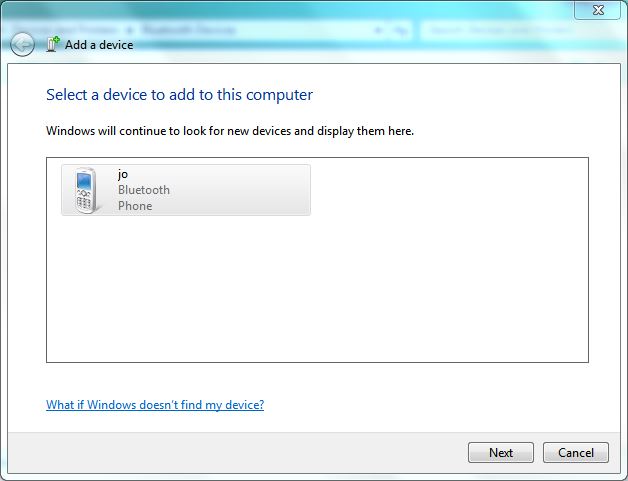 Add a device
Select a device to add to this computer
Windows will continue to look for new devices and display them here.
jo
Bluetooth
Phone
What if Windows doesn't find my device?
Next
Cancel